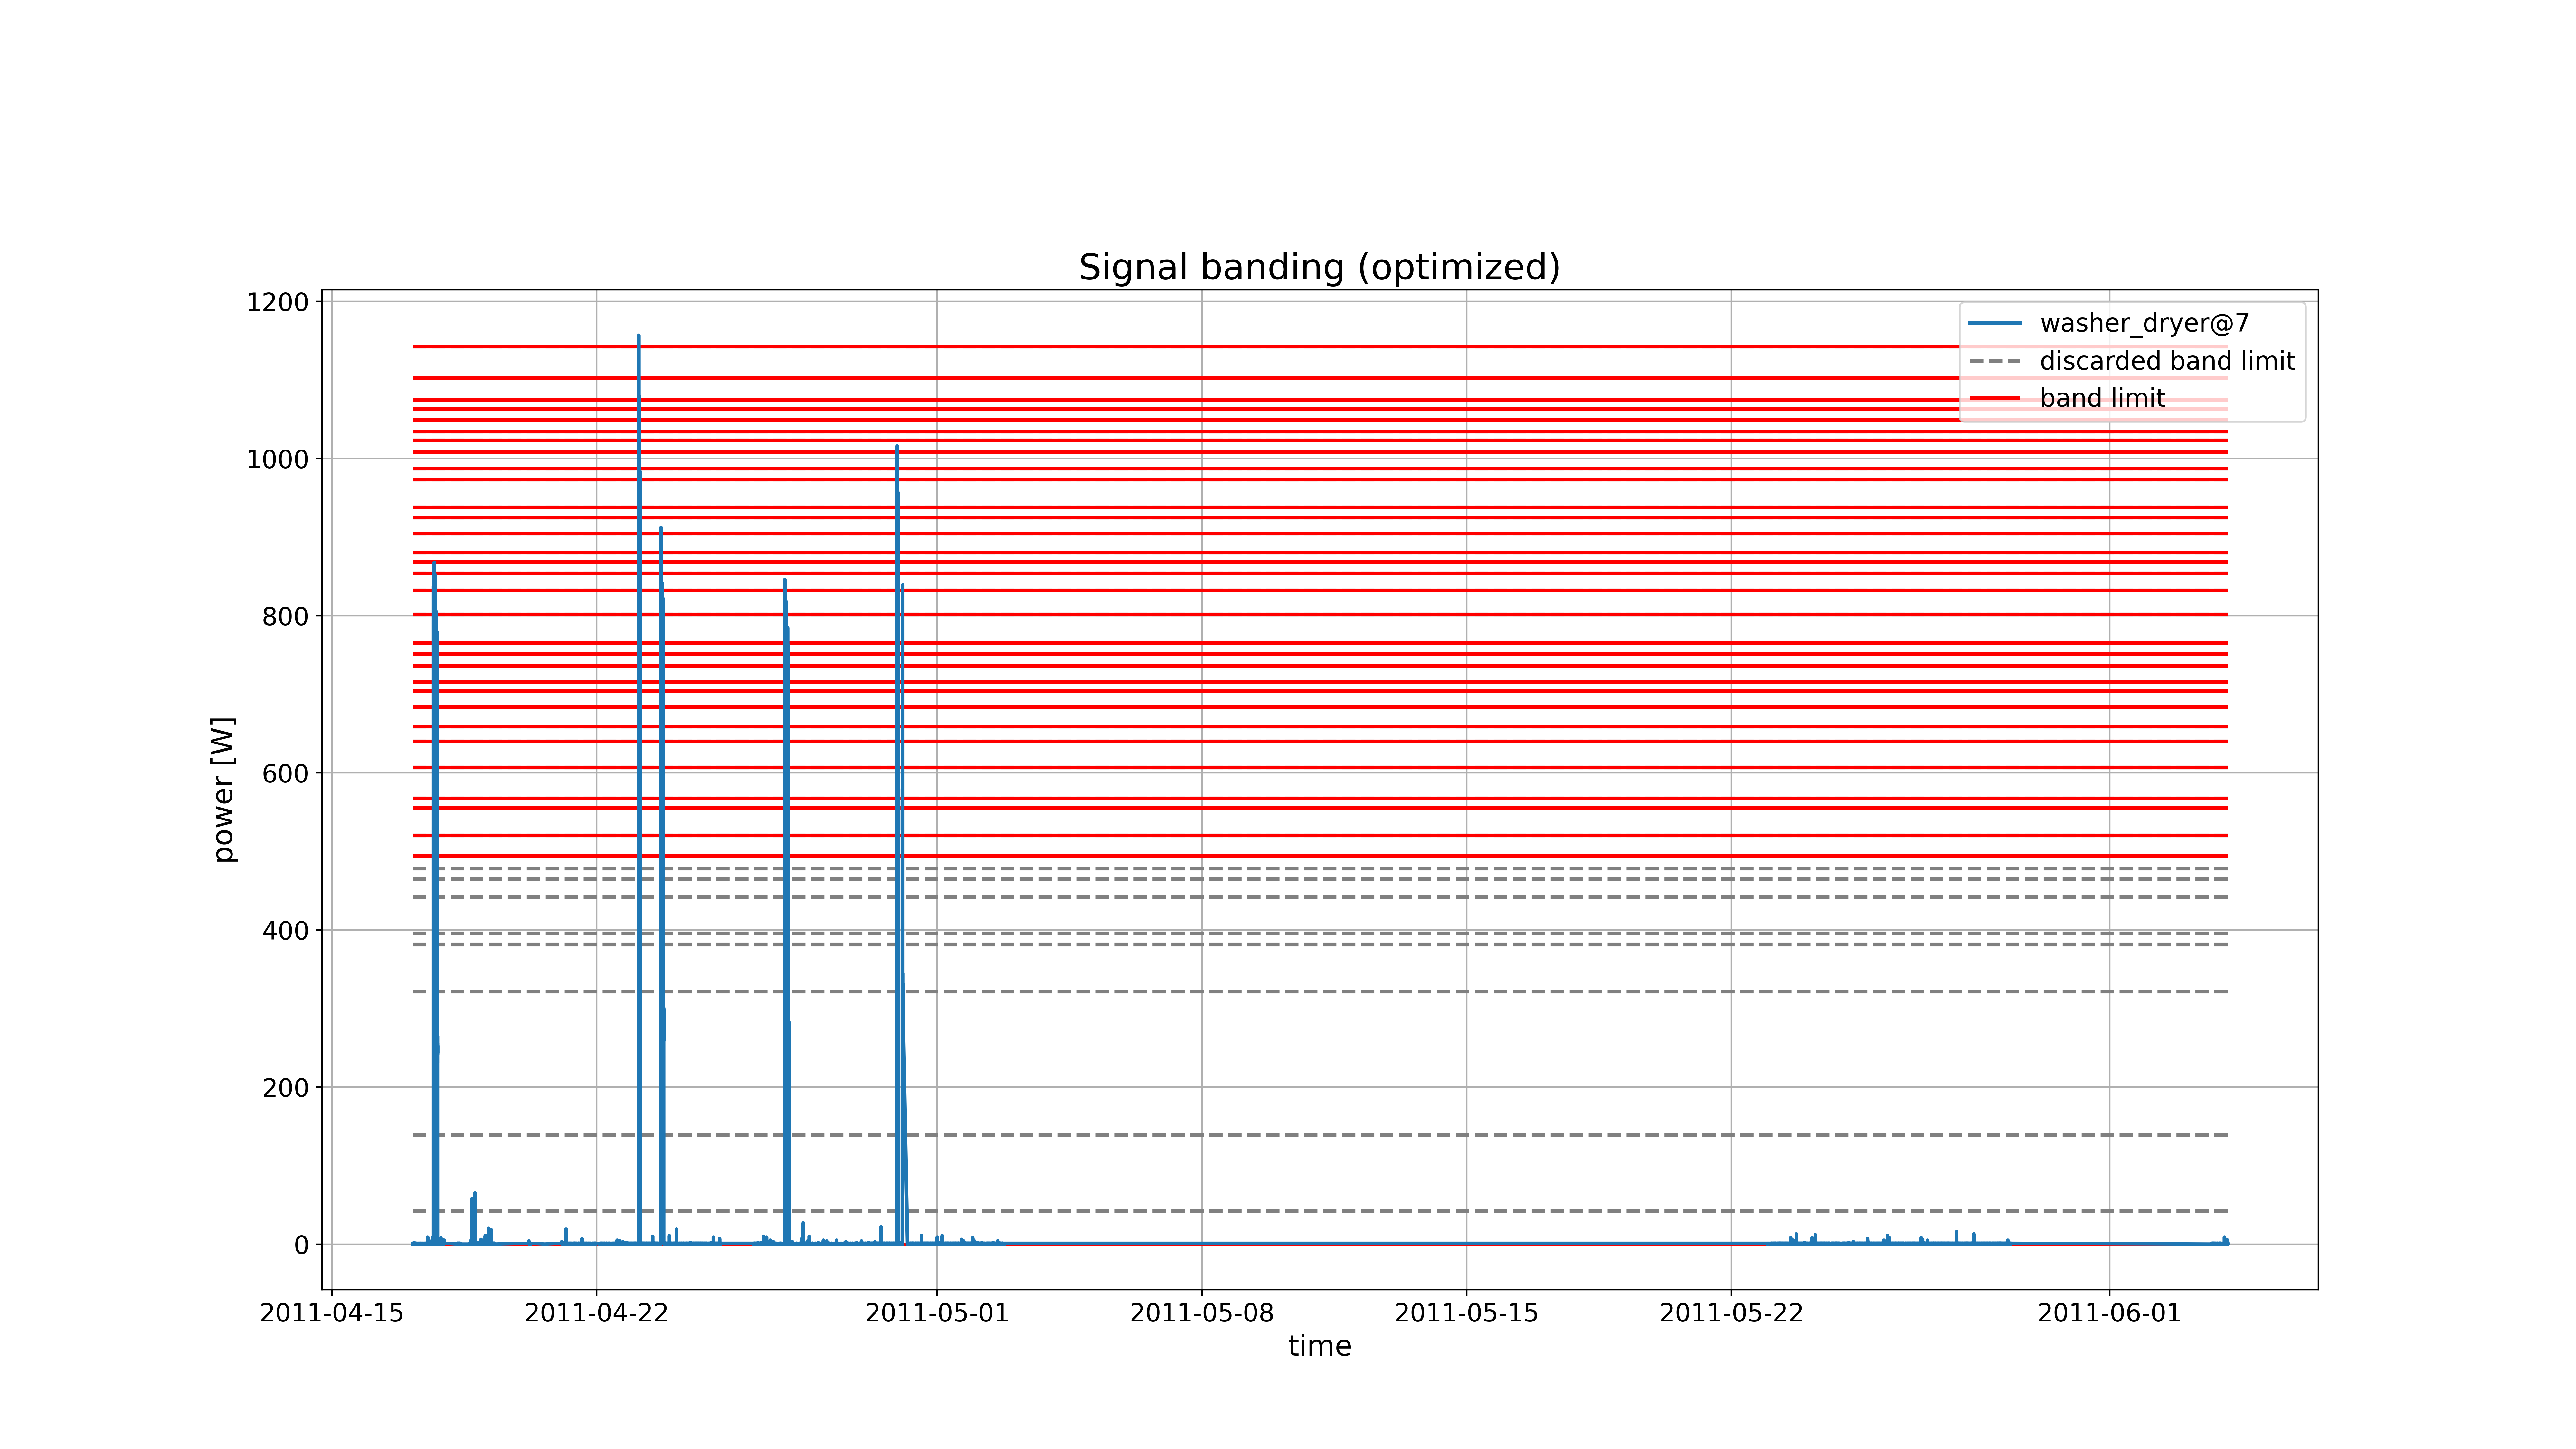 Signal banding (optimized)
1200
1000
800
600
400
200
0
power [W]
washer_dryer@7
discarded band limit
band limit
2011-04-15
2011-04-22
2011-05-01
2011-05-08
2011-05-15
2011-05-22
2011-06-01
time